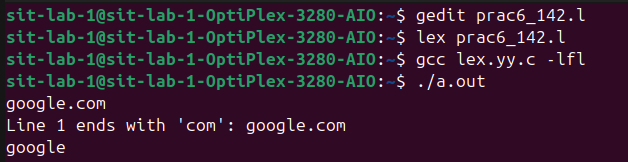 sit-lab-1@sit-lab-1-OptiPlex-3280-AIO:~$ gedit prac6_142.l
sit-lab-1@sit-lab-1-OptiPlex-3280-AIO:~$ lex prac6_142.l
sit-lab-1@sit-lab-1-OptiPlex-3280-AIO:~$ gcc lex.yy.c -lfl
sit-lab-1@sit-lab-1-OptiPlex-3280-AIO:~$ ./a.out
google.com
Line 1 ends with 'com': google.com
google